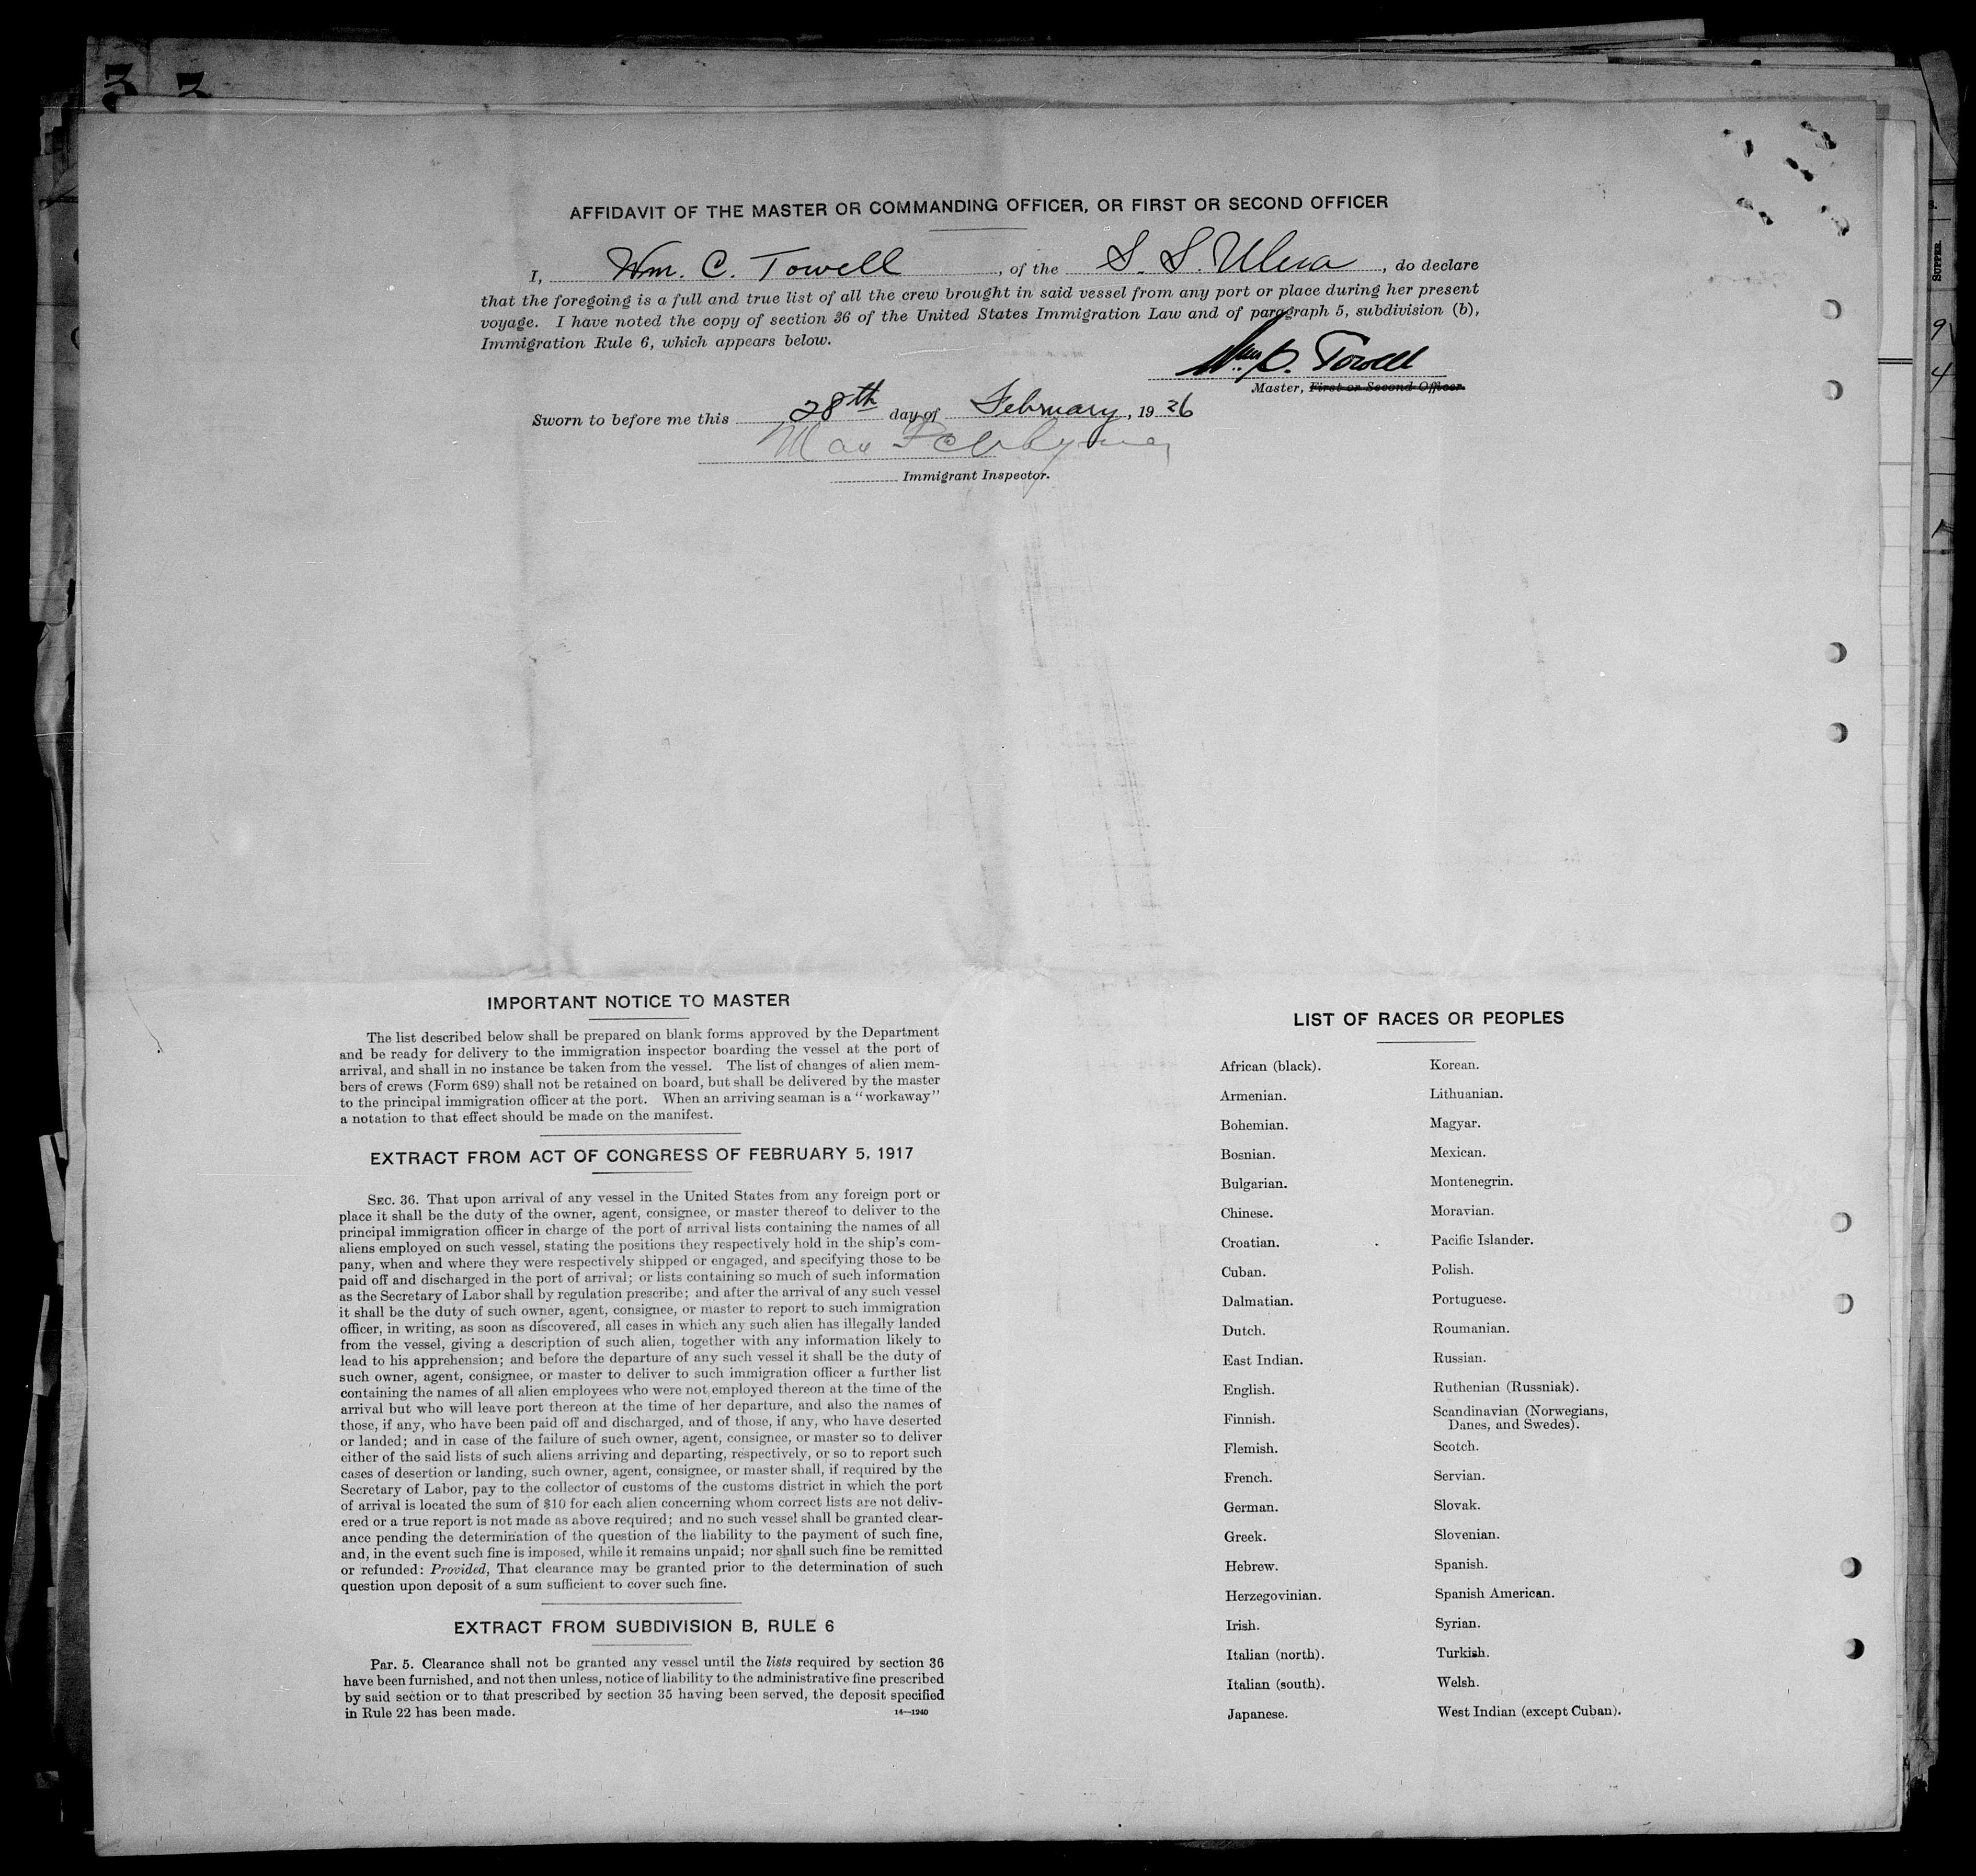 3 3
AFFIDAVIT OF THE MASTER OR COMMANDING OFFICER, OR FIRST OR SECOND OFFICER
I, Wm. C. Towell, of the S. S. Ulua, do declare
that the foregoing is a full and true list of all the crew brought in said vessel from any port or place during her present
voyage. I have noted the copy of section 36 of the United States Immigration Law and of paragraph 5, subdivision (b),
Immigration Rule 6, which appears below.
Wm. C. Towell
Master, First or Second Officer.
Sworn to before me this 28th day of February, 1926
Max
Immigrant Inspector.
IMPORTANT NOTICE TO MASTER
The list described below shall be prepared on blank forms approved by the Department
and be ready for delivery to the immigration inspector boarding the vessel at the port of
arrival, and shall in no instance be taken from the vessel. The list of changes of alien mem-
bers of crews (Form 689) shall not be retained on board, but shall be delivered by the master
to the principal immigration officer at the port. When an arriving seaman is a "workaway"
a notation to that effect should be made on the manifest.
EXTRACT FROM ACT OF CONGRESS OF FEBRUARY 5, 1917
SEC. 36. That upon arrival of any vessel in the United States from any foreign port or
place it shall be the duty of the owner, agent, consignee, or master thereof to deliver to the
principal immigration officer in charge of the port of arrival lists containing the names of all
aliens employed on such vessel, stating the positions they respectively hold in the ship's com-
pany, when and where they were respectively shipped or engaged, and specifying those to be
paid off and discharged in the port of arrival; or lists containing so much of such information
as the Secretary of Labor shall by regulation prescribe; and after the arrival of any such vessel
it shall be the duty of such owner, agent, consignee, or master to report to such immigration
officer, in writing, as soon as discovered, all cases in which any such alien has illegally landed
from the vessel, giving a description of such alien, together with any information likely to
lead to his apprehension; and before the departure of any such vessel it shall be the duty of
such owner, agent, consignee, or master to deliver to such immigration officer a further list
containing the names of all alien employees who were not employed thereon at the time of the
arrival but who will leave port thereon at the time of her departure, and also the names of
those, if any, who have been paid off and discharged, and of those, if any, who have deserted
or landed; and in case of the failure of such owner, agent, consignee, or master so to deliver
either of the said lists of such aliens arriving and departing, respectively, or so to report such
cases of desertion or landing, such owner, agent, consignee, or master shall, if required by the
Secretary of Labor, pay to the collector of customs of the customs district in which the port
of arrival is located the sum of $10 for each alien concerning whom correct lists are not deliv-
ered or a true report is not made as above required; and no such vessel shall be granted clear-
ance pending the determination of the question of the liability to the payment of such fine,
and, in the event such fine is imposed, while it remains unpaid; nor shall such fine be remitted
or refunded: Provided, That clearance may be granted prior to the determination of such
question upon deposit of a sum sufficient to cover such fine.
EXTRACT FROM SUBDIVISION B, RULE 6
Par. 5. Clearance shall not be granted any vessel until the lists required by section 36
have been furnished, and not then unless, notice of liability to the administrative fine prescribed
by said section or to that prescribed by section 35 having been served, the deposit specified
in Rule 22 has been made.
14—1240
LIST OF RACES OR PEOPLES
African (black).
Armenian.
Bohemian.
Bosnian.
Bulgarian.
Chinese.
Croatian.
Cuban.
Dalmatian.
Dutch.
East Indian.
English.
Finnish.
Flemish.
French.
German.
Greek.
Hebrew.
Herzegovinian.
Irish.
Italian (north).
Italian (south).
Japanese.
Korean.
Lithuanian.
Magyar.
Mexican.
Montenegrin.
Moravian.
Pacific Islander.
Polish.
Portuguese.
Roumanian.
Russian.
Ruthenian (Russniak).
Scandinavian (Norwegians,
Danes, and Swedes).
Scotch.
Servian.
Slovak.
Slovenian.
Spanish.
Spanish American.
Syrian.
Turkish.
Welsh.
West Indian (except Cuban).
SUPPER.
9
4
1